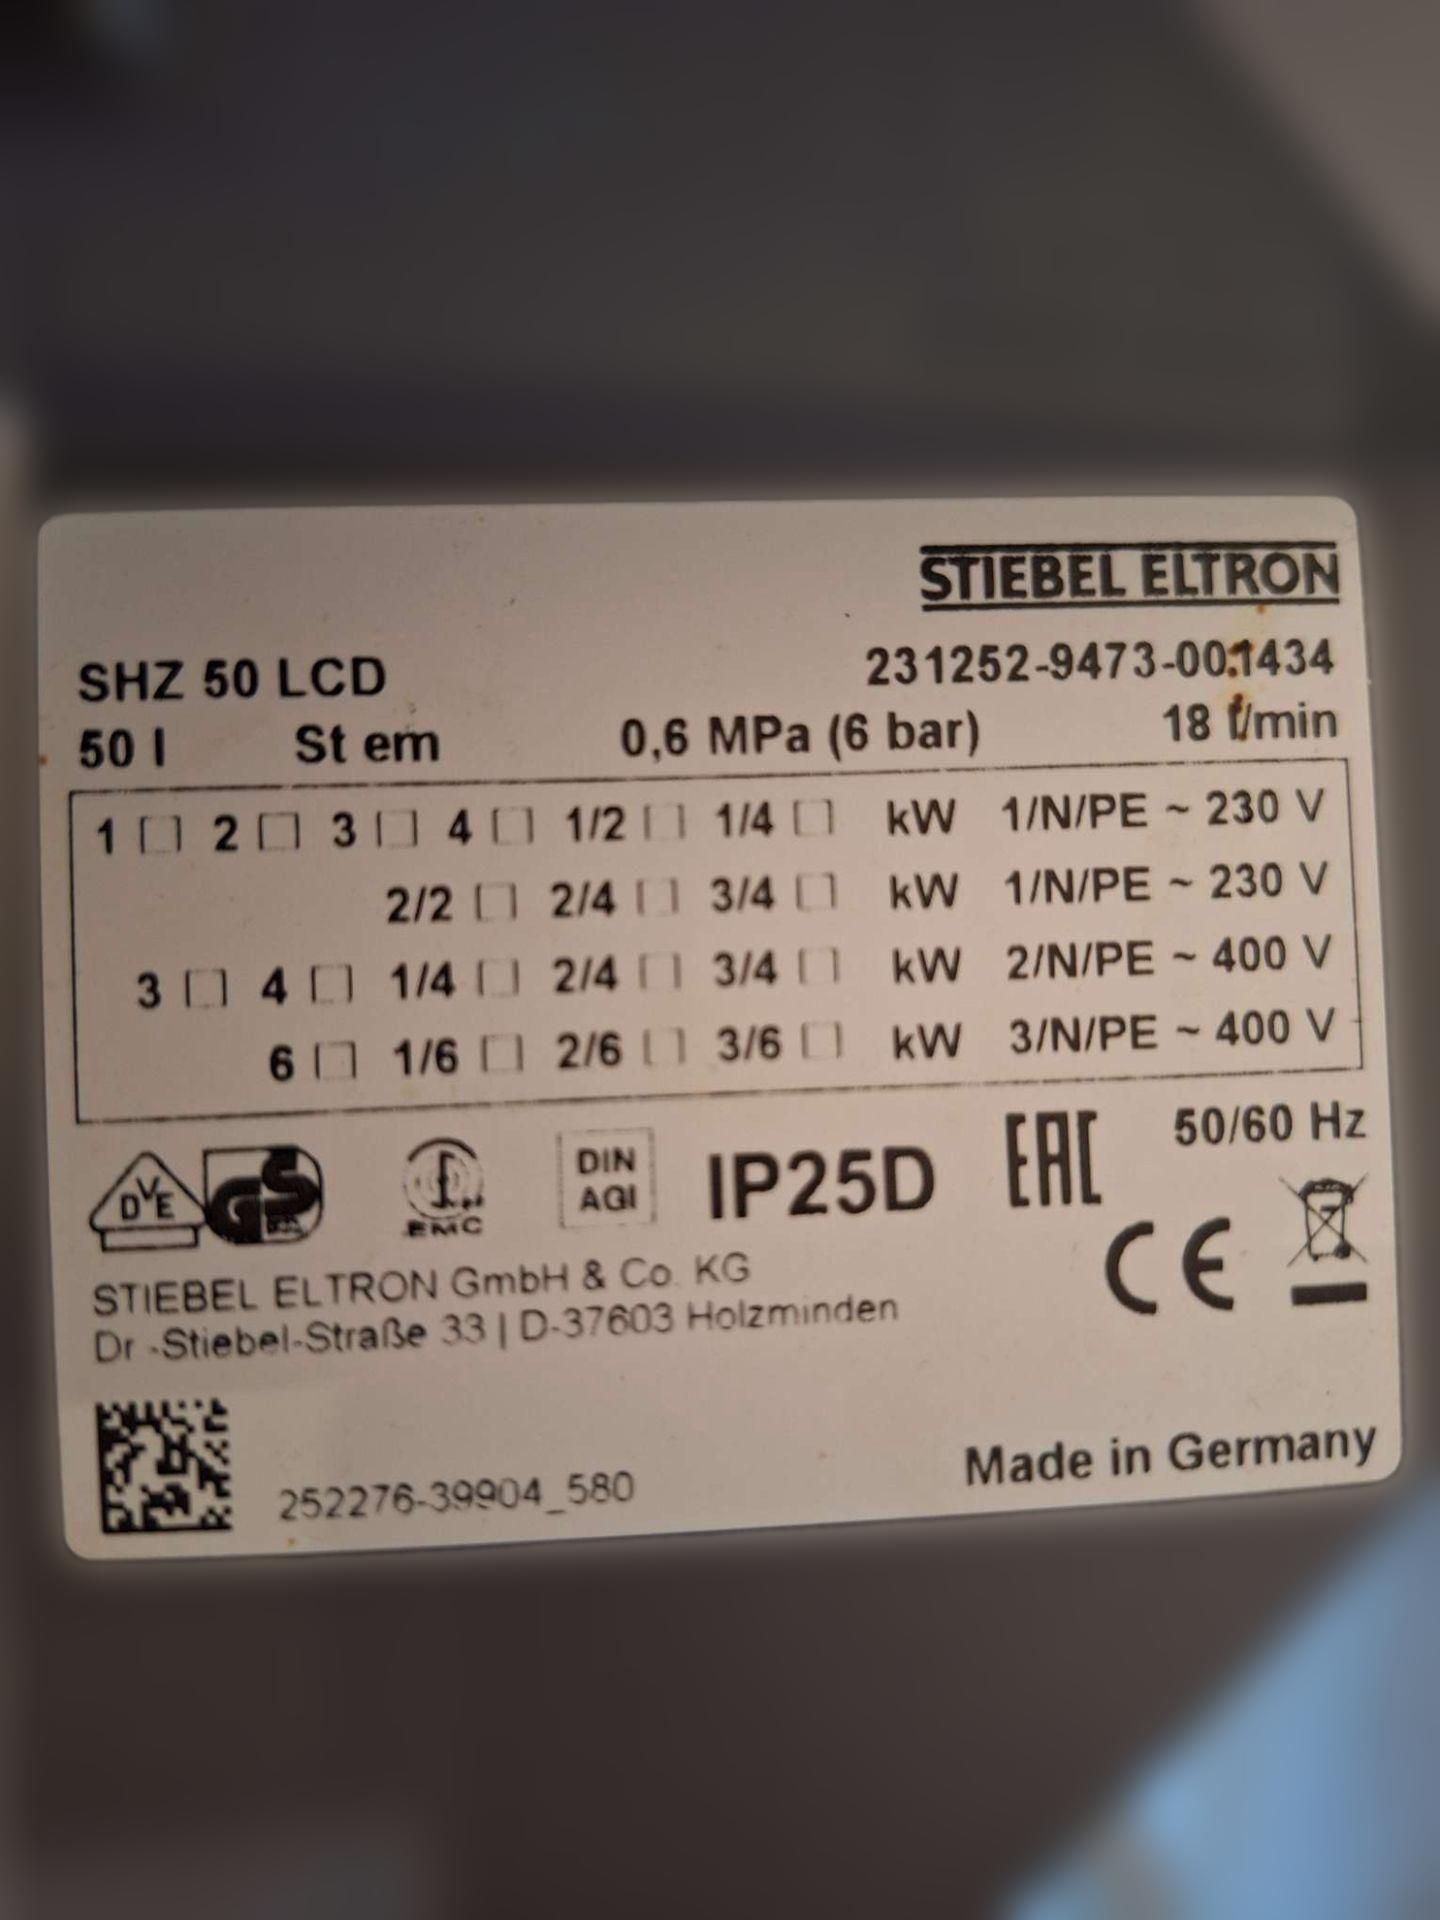 STIEBEL ELTRON
SHZ 50 LCD 231252-9473-001434
50 l St em 0,6 MPa (6 bar) 18 l/min
1 ☐ 2 ☐ 3 ☐ 4 ☐ 1/2 ☐ 1/4 ☐ kW 1/N/PE ~ 230 V
2/2 ☐ 2/4 ☐ 3/4 ☐ kW 1/N/PE ~ 230 V
3 ☐ 4 ☐ 1/4 ☐ 2/4 ☐ 3/4 ☐ kW 2/N/PE ~ 400 V
6 ☐ 1/6 ☐ 2/6 ☐ 3/6 ☐ kW 3/N/PE ~ 400 V
50/60 Hz
DVE GS EMC DIN AGI IP25D EAC
CE
STIEBEL ELTRON GmbH & Co. KG
Dr.-Stiebel-Straße 33 | D-37603 Holzminden
Made in Germany
252276-39904_580